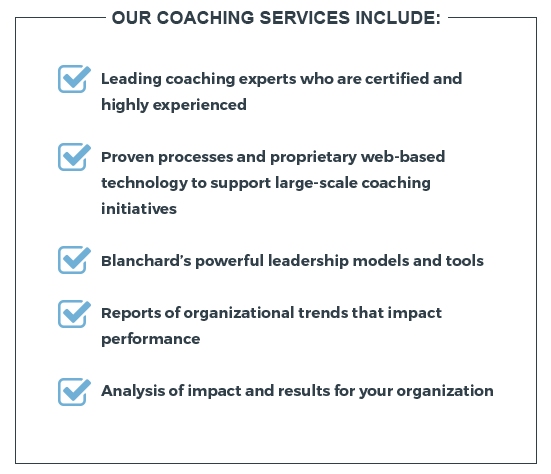 OUR COACHING SERVICES INCLUDE:
Leading coaching experts who are certified and
highly experienced
Proven processes and proprietary web-based
technology to support large-scale coaching
initiatives
Blanchard's powerful leadership models and tools
Reports of organizational trends that impact
performance
Analysis of impact and results for your organization